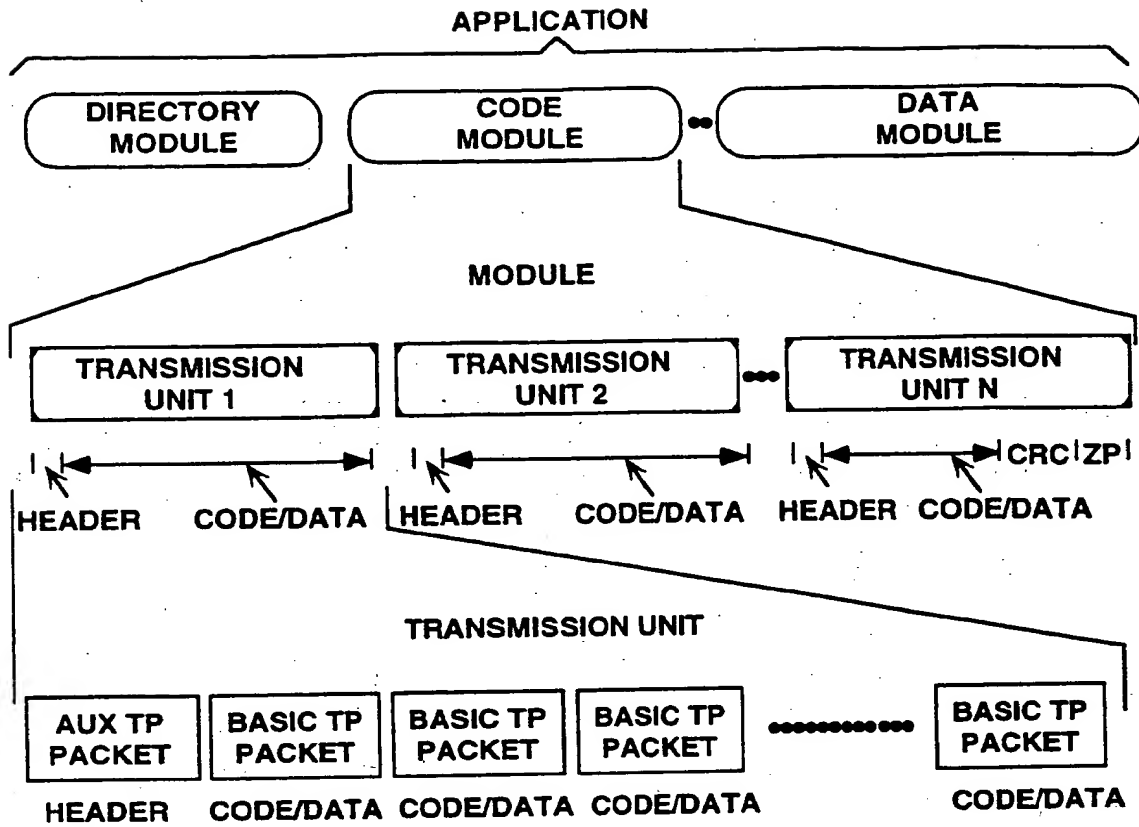 APPLICATION
DIRECTORY
MODULE
CODE
MODULE
DATA
MODULE
MODULE
TRANSMISSION
UNIT 1
TRANSMISSION
UNIT 2
TRANSMISSION
UNIT N
CRC ZP
HEADER CODE/DATA HEADER CODE/DATA HEADER CODE/DATA
TRANSMISSION UNIT
AUX TP
PACKET
BASIC TP
PACKET
BASIC TP
PACKET
BASIC TP
PACKET
BASIC TP
PACKET
HEADER CODE/DATA CODE/DATA CODE/DATA CODE/DATA